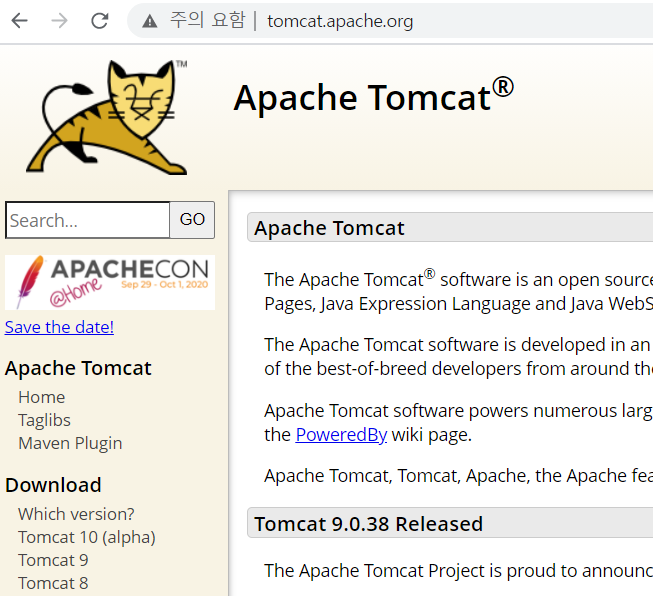 주의 요함 | tomcat.apache.org
TM
Apache Tomcat®
Search…
GO
APACHECON
@Home
Sep 29 - Oct 1, 2020
Save the date!
Apache Tomcat
Home
Taglibs
Maven Plugin
Download
Which version?
Tomcat 10 (alpha)
Tomcat 9
Tomcat 8
Apache Tomcat
The Apache Tomcat® software is an open source
Pages, Java Expression Language and Java WebS
The Apache Tomcat software is developed in an
of the best-of-breed developers from around the
Apache Tomcat software powers numerous larg
the PoweredBy wiki page.
Apache Tomcat, Tomcat, Apache, the Apache fea
Tomcat 9.0.38 Released
The Apache Tomcat Project is proud to announc